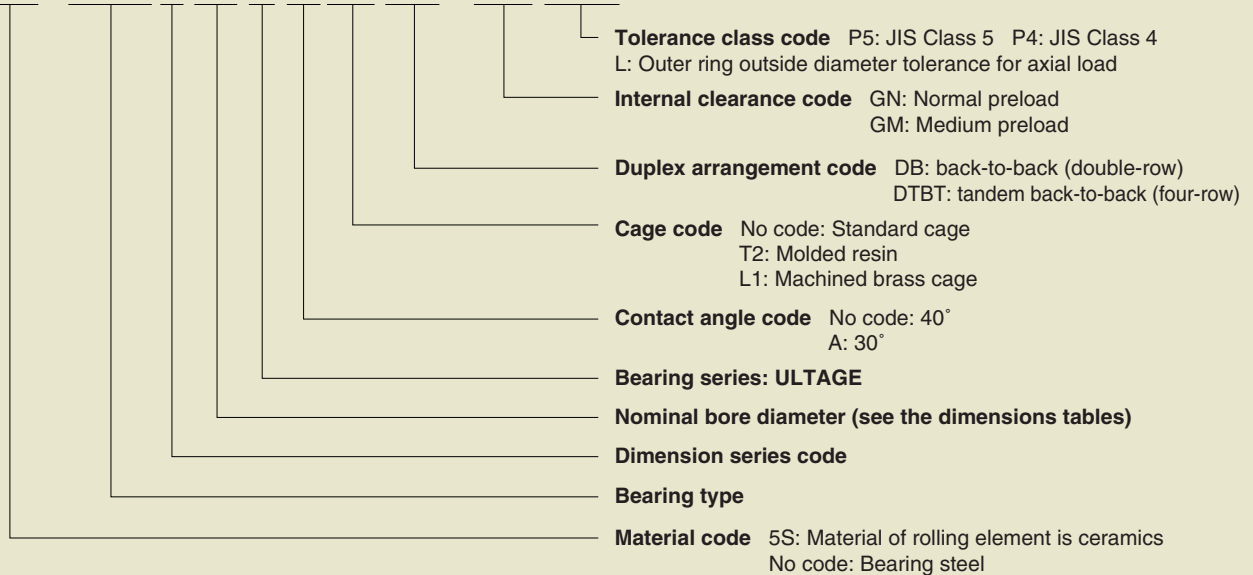 Tolerance class code P5: JIS Class 5 P4: JIS Class 4
L: Outer ring outside diameter tolerance for axial load
Internal clearance code GN: Normal preload
GM: Medium preload
Duplex arrangement code DB: back-to-back (double-row)
DTBT: tandem back-to-back (four-row)
Cage code No code: Standard cage
T2: Molded resin
L1: Machined brass cage
Contact angle code No code: 40˚
A: 30˚
Bearing series: ULTAGE
Nominal bore diameter (see the dimensions tables)
Dimension series code
Bearing type
Material code 5S: Material of rolling element is ceramics
No code: Bearing steel